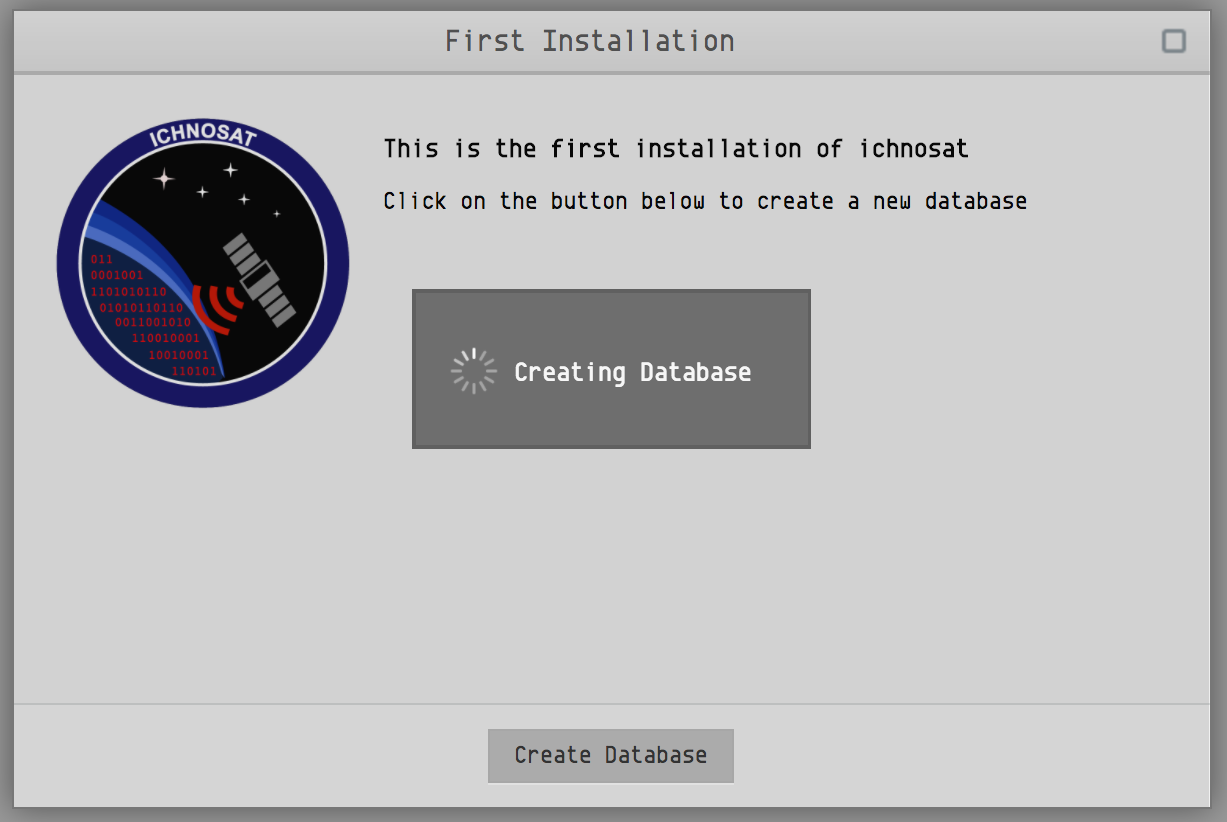 First Installation
ICHNOSAT
This is the first installation of ichnosat
Click on the button below to create a new database
011
0001001
1101010110
01010110110
0011001010
110010001
10010001
110101
Creating Database
Create Database